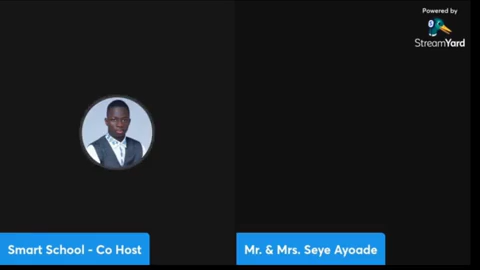 Powered by
StreamYard
Smart School - Co Host
Mr. & Mrs. Seye Ayoade